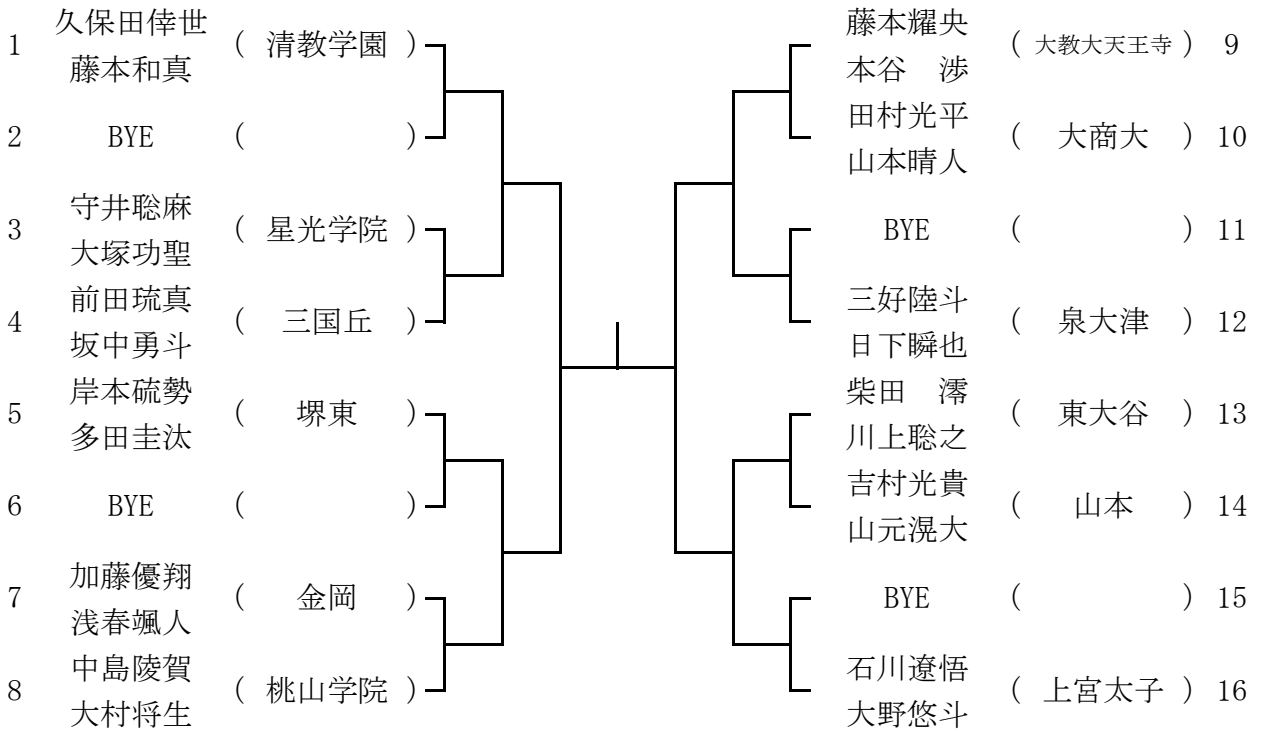 1 久保田倖世 藤本和真 ( 清教学園 )
2 BYE ( )
3 守井聡麻 大塚功聖 ( 星光学院 )
4 前田琉真 坂中勇斗 ( 三国丘 )
5 岸本硫勢 多田圭汰 ( 堺東 )
6 BYE ( )
7 加藤優翔 浅春颯人 ( 金岡 )
8 中島陵賀 大村将生 ( 桃山学院 )
藤本耀央 本谷　渉 ( 大教大天王寺 ) 9
田村光平 山本晴人 ( 大商大 ) 10
BYE ( ) 11
三好陸斗 日下瞬也 ( 泉大津 ) 12
柴田　澪 川上聡之 ( 東大谷 ) 13
吉村光貴 山元滉大 ( 山本 ) 14
BYE ( ) 15
石川遼悟 大野悠斗 ( 上宮太子 ) 16